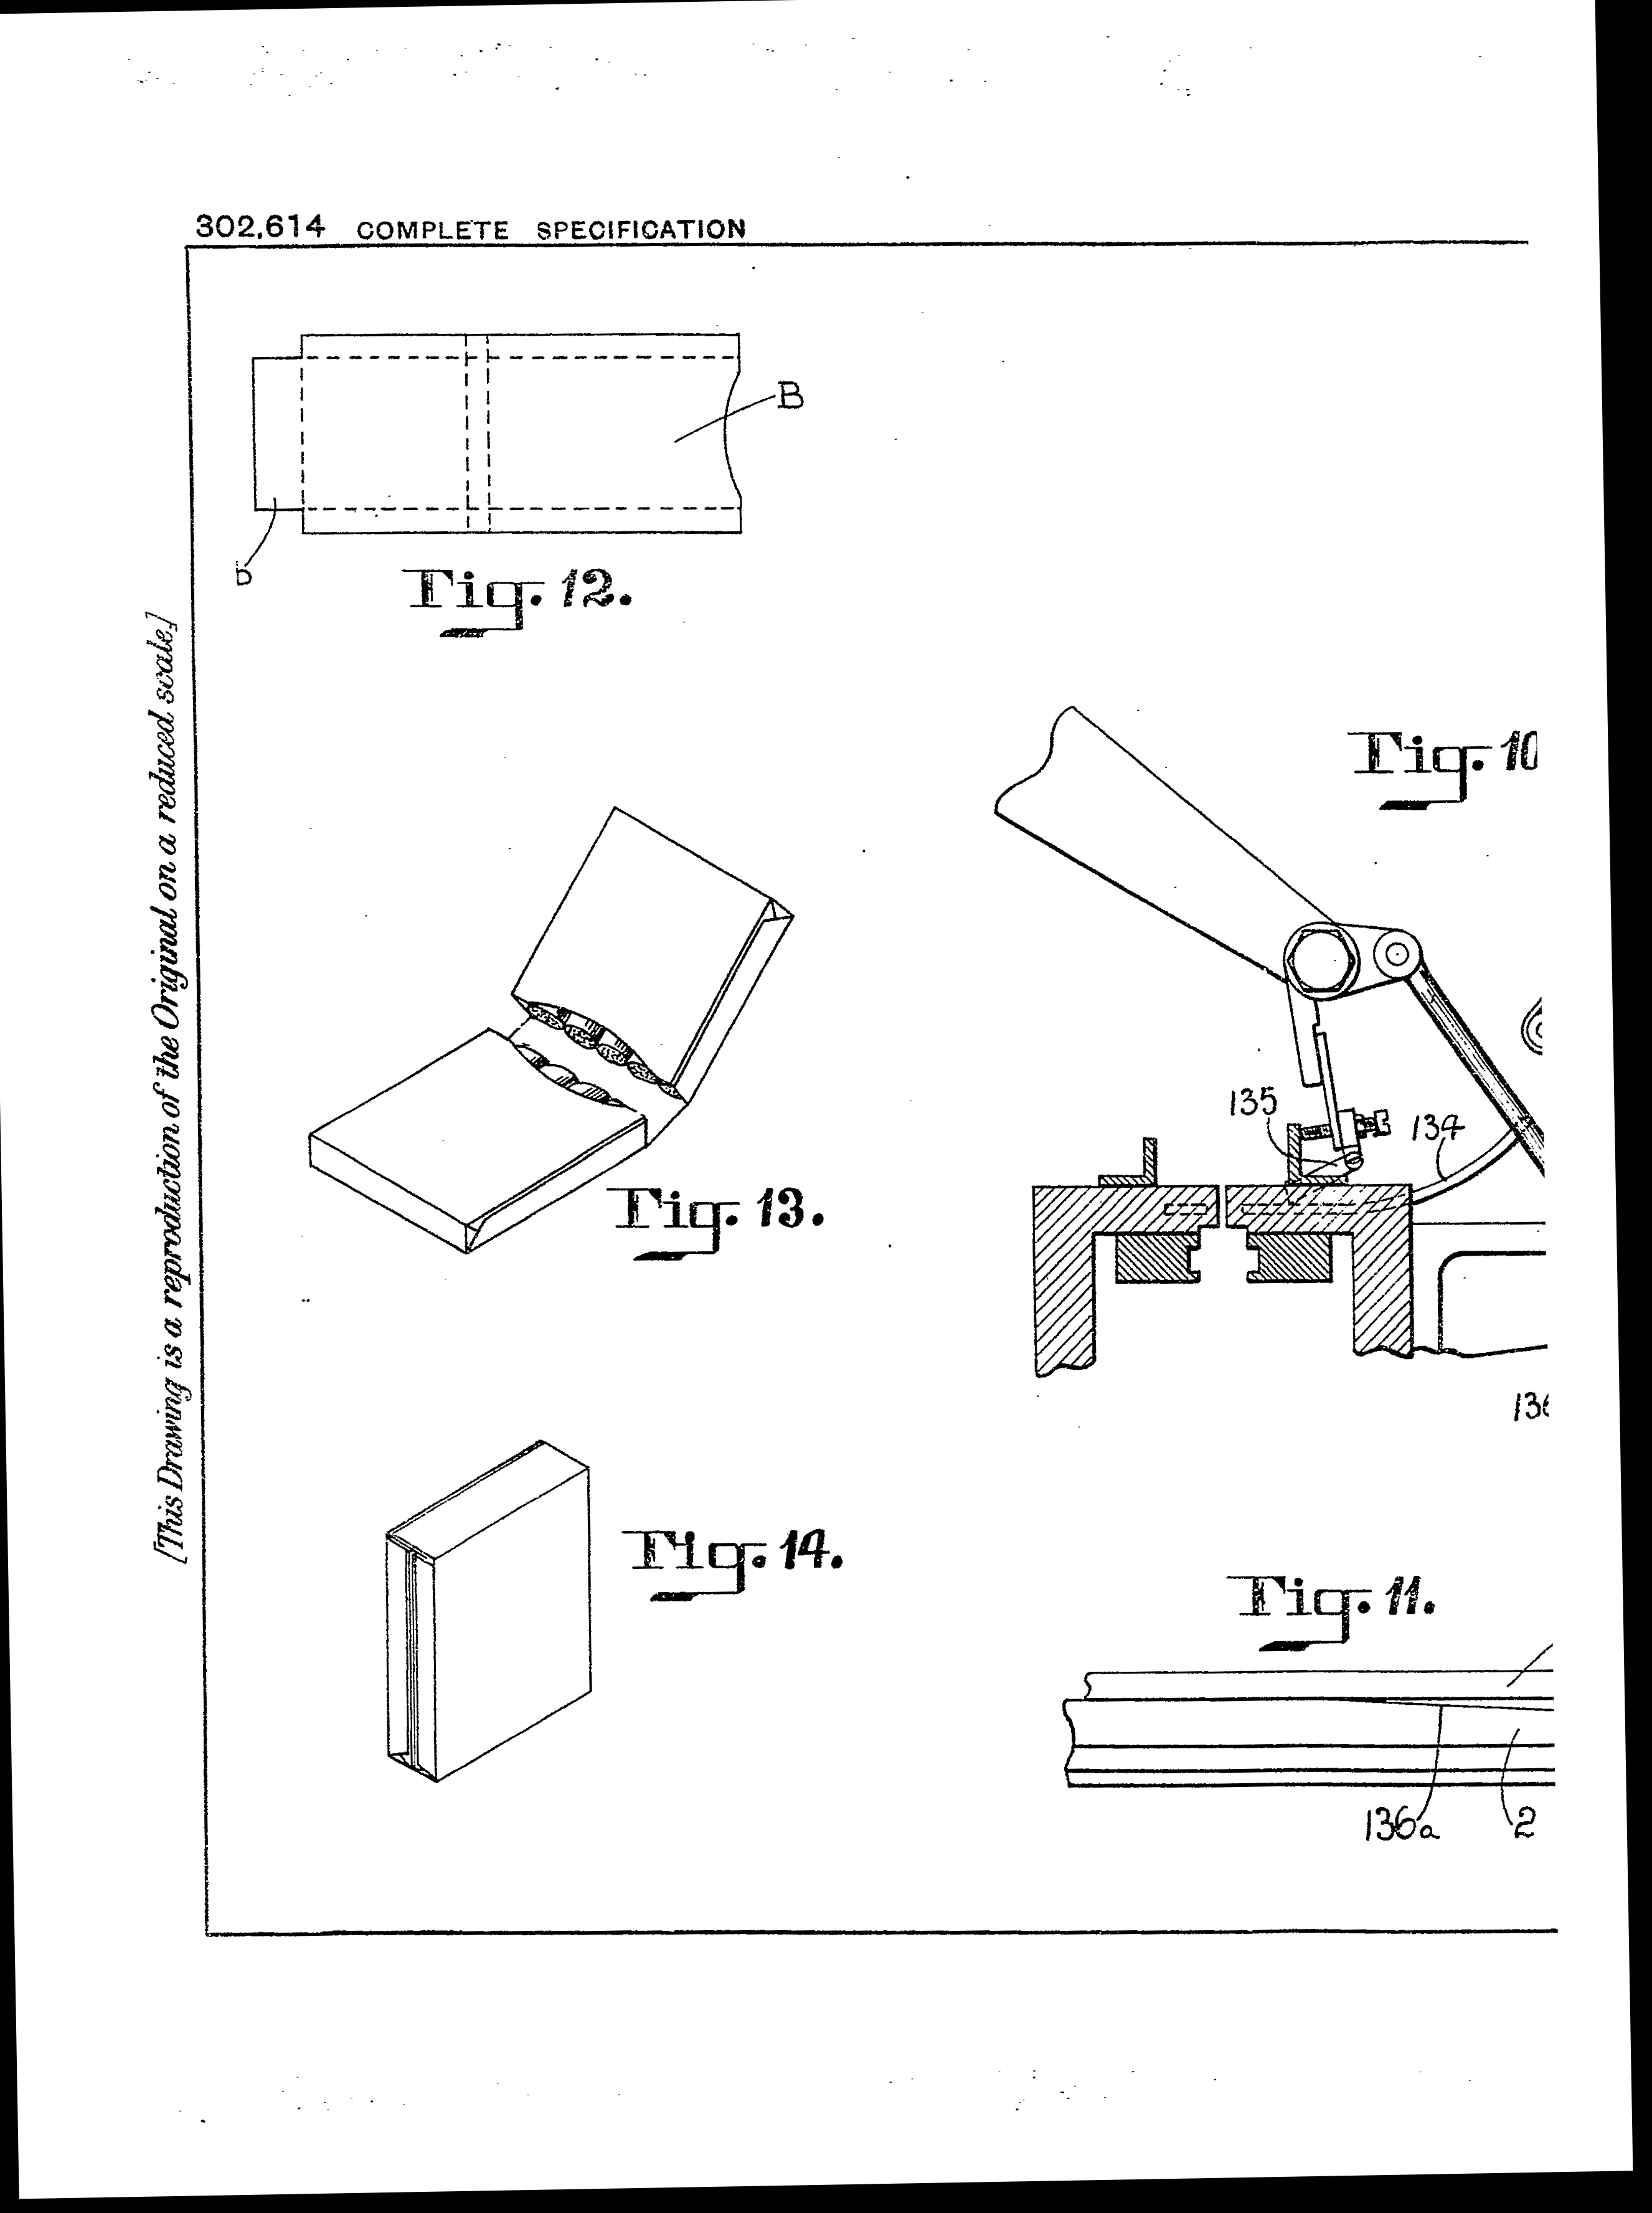 302,614 COMPLETE SPECIFICATION
B
D
Fig. 12.
[This Drawing is a reproduction of the Original on a reduced scale.]
Fig. 10
135
134
Fig. 13.
Fig. 14.
Fig. 11.
136a
2